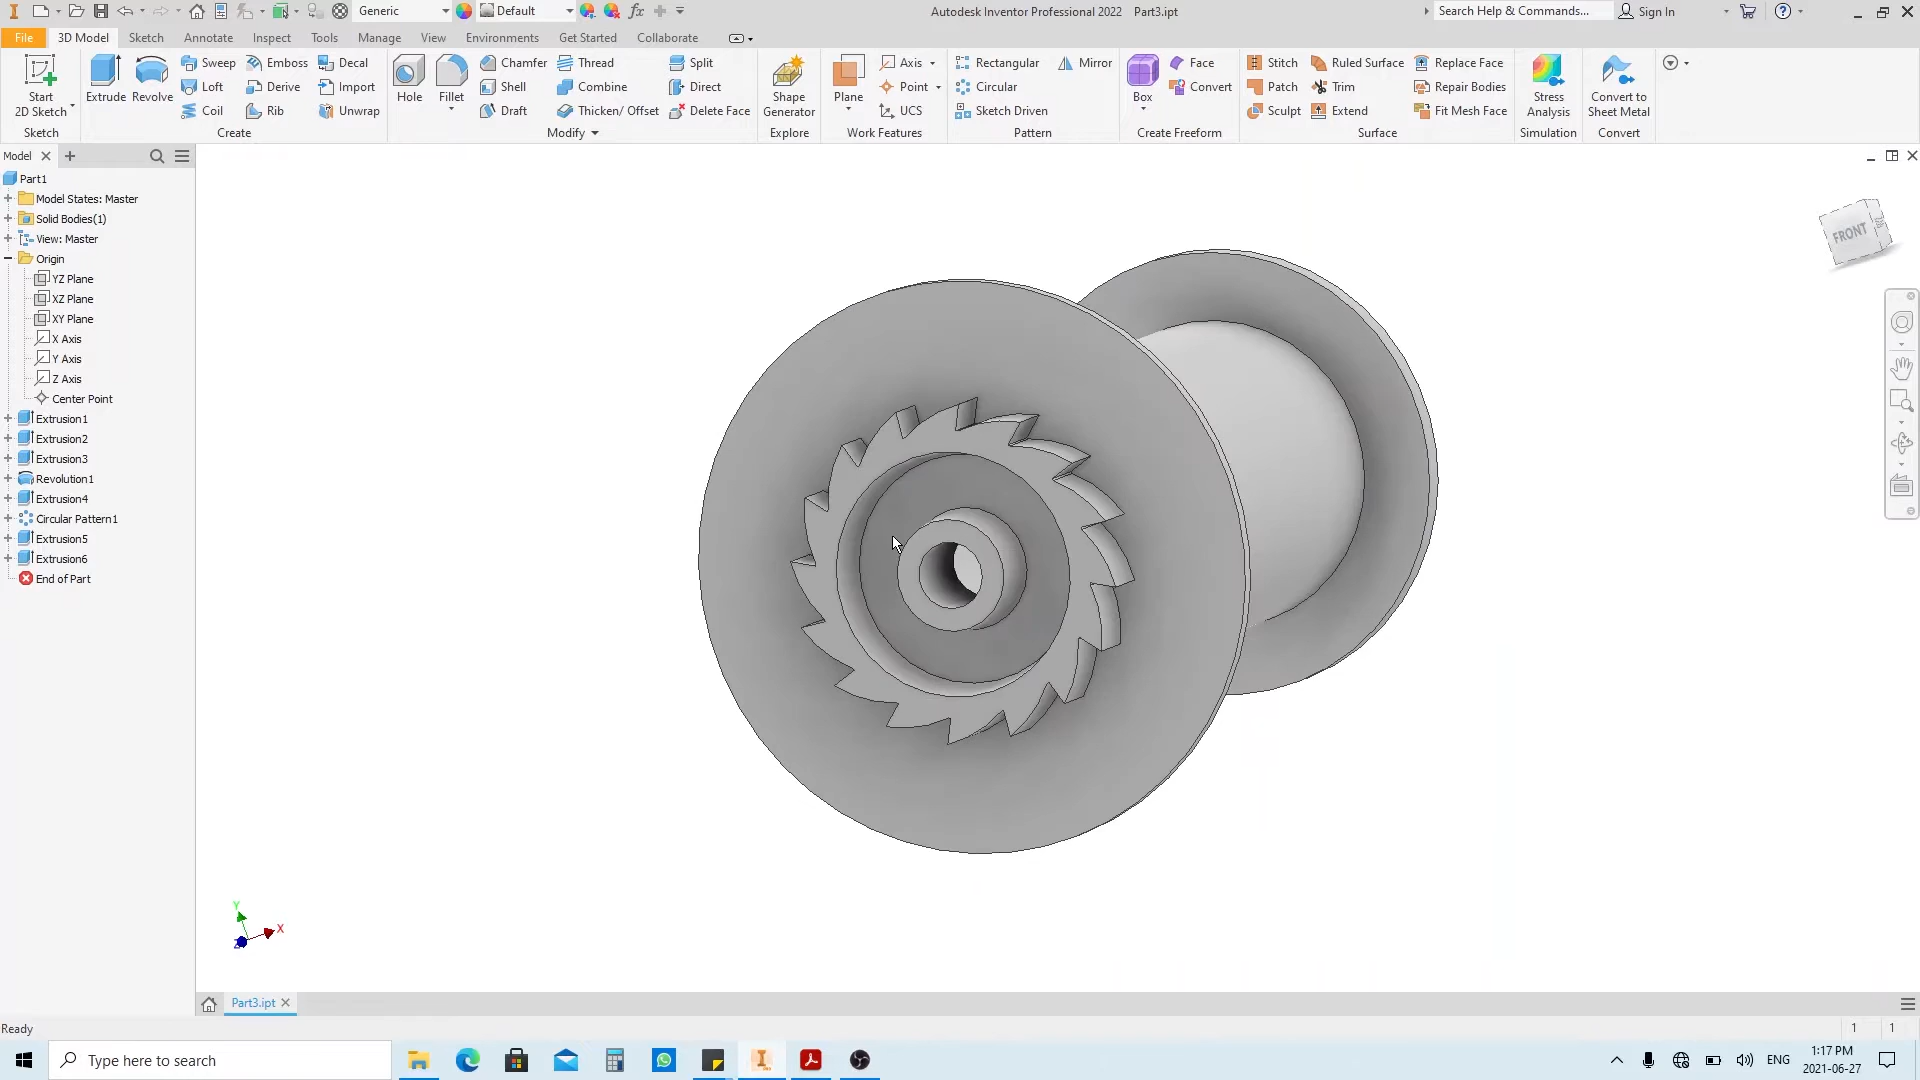 Generic
Default
fx
Autodesk Inventor Professional 2022 Part3.ipt
Search Help & Commands...
Sign In
File 3D Model Sketch Annotate Inspect Tools Manage View Environments Get Started Collaborate
Start
2D Sketch
Sketch
Extrude
Revolve
Sweep
Emboss
Decal
Loft
Derive
Import
Coil
Rib
Unwrap
Create
Hole
Fillet
Chamfer
Thread
Split
Shell
Combine
Direct
Draft
Thicken/ Offset
Delete Face
Modify
Shape
Generator
Explore
Plane
Axis
Point
UCS
Work Features
Rectangular
Mirror
Circular
Sketch Driven
Pattern
Box
Face
Convert
Create Freeform
Stitch
Ruled Surface
Replace Face
Patch
Trim
Repair Bodies
Sculpt
Extend
Fit Mesh Face
Surface
Stress
Analysis
Simulation
Convert to
Sheet Metal
Convert
Model
Part1
Model States: Master
Solid Bodies(1)
View: Master
Origin
YZ Plane
XZ Plane
XY Plane
X Axis
Y Axis
Z Axis
Center Point
Extrusion1
Extrusion2
Extrusion3
Revolution1
Extrusion4
Circular Pattern1
Extrusion5
Extrusion6
End of Part
FRONT
Y
X
Z
Part3.ipt
Ready
1 1
Type here to search
ENG
1:17 PM
2021-06-27